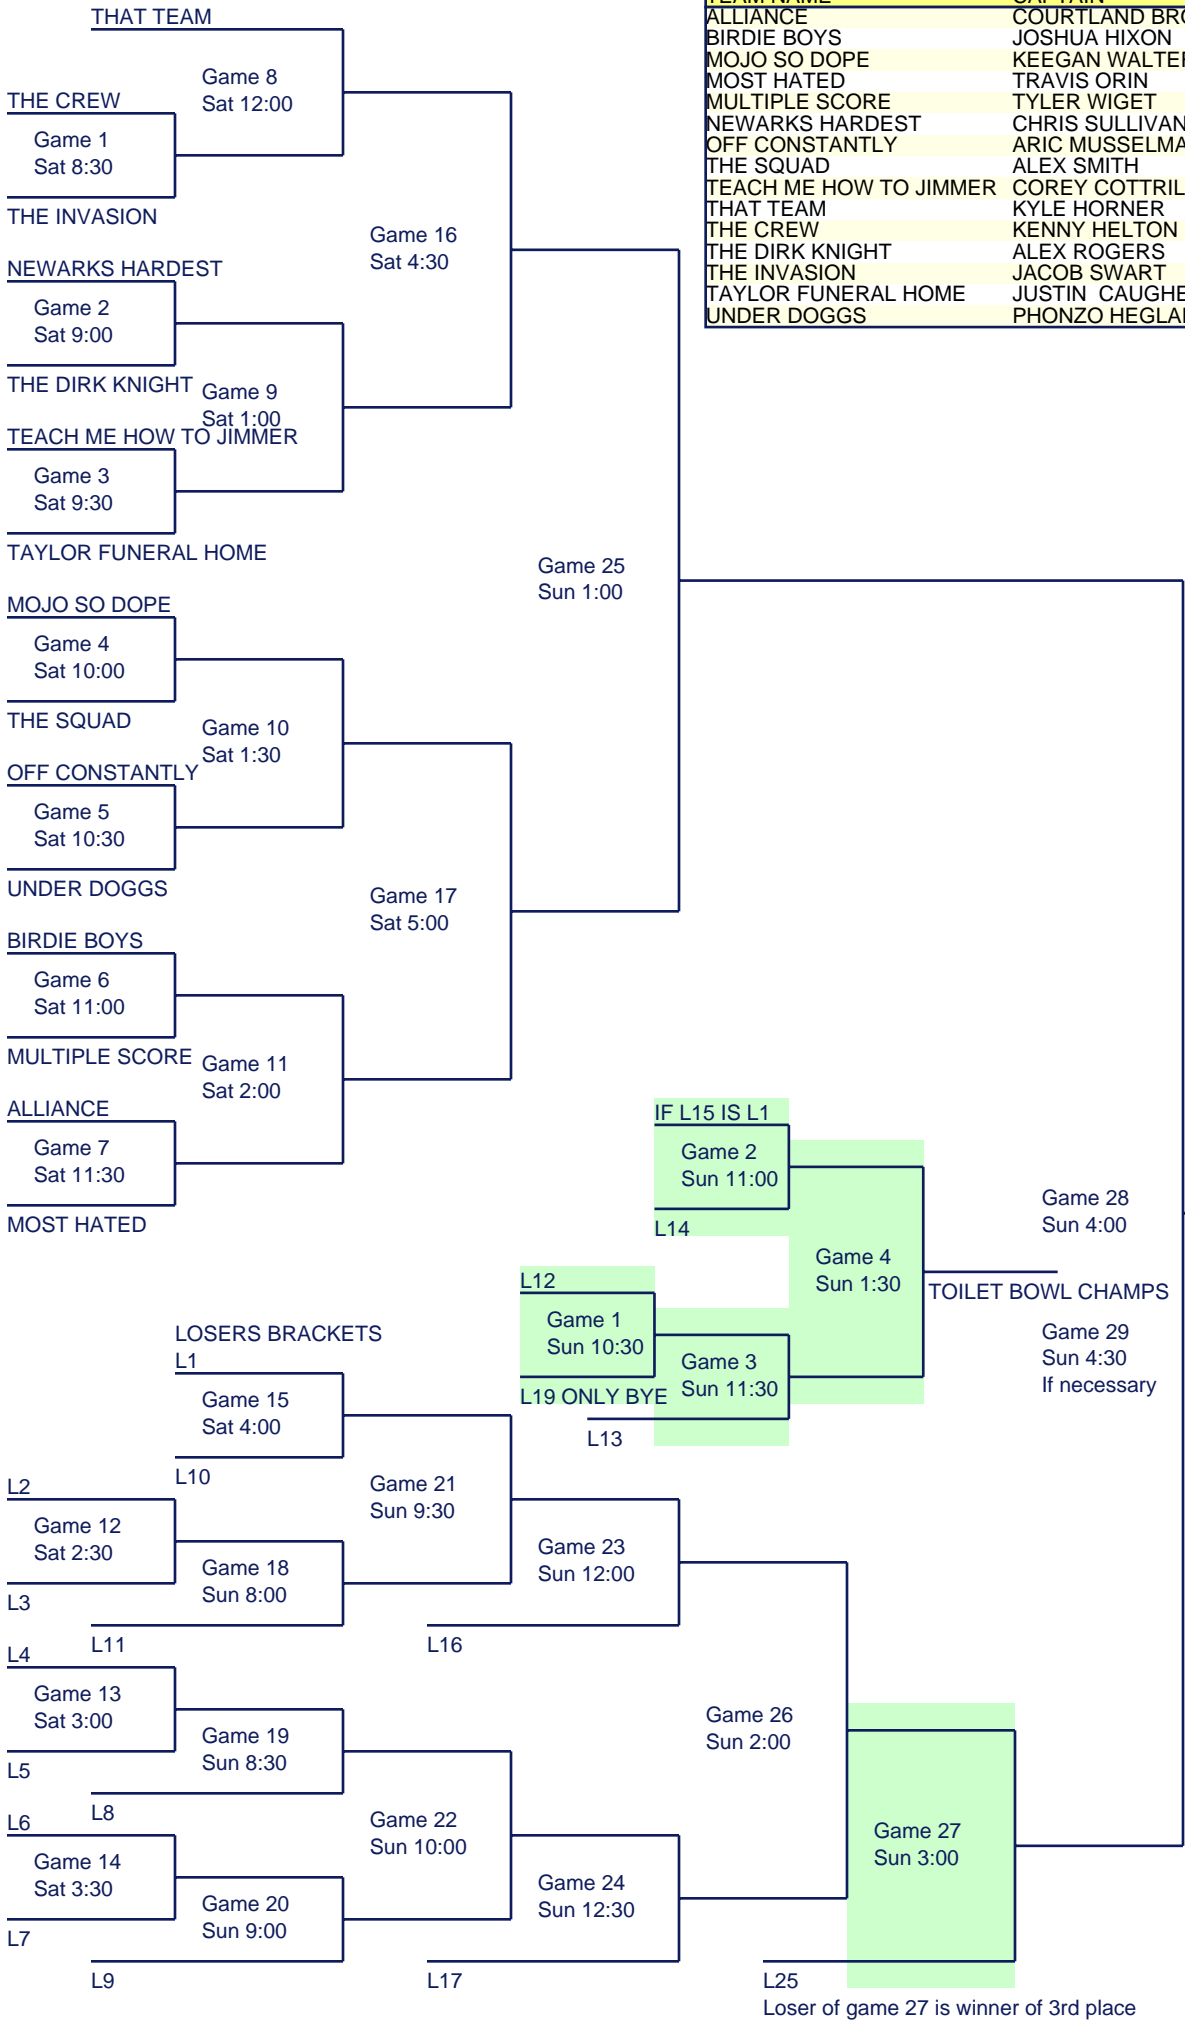 TEAM NAME CAPTAIN
ALLIANCE COURTLAND
BIRDIE BOYS JOSHUA HIXON
MOJO SO DOPE KEEGAN
MOST HATED TRAVIS ORIN
MULTIPLE SCORE TYLER WIGET
NEWARKS HARDEST CHRIS SULLIVAN
OFF CONSTANTLY ARIC
THE SQUAD ALEX SMITH
TEACH ME HOW TO JIMMER COREY
THAT TEAM KYLE HORNER
THE CREW KENNY HELTON
THE DIRK KNIGHT ALEX ROGERS
THE INVASION JACOB SWART
TAYLOR FUNERAL HOME JUSTIN
UNDER DOGGS PHONZO
THAT TEAM
Game 8
Sat 12:00
THE CREW
Game 1
Sat 8:30
THE INVASION
Game 16
Sat 4:30
NEWARKS HARDEST
Game 2
Sat 9:00
THE DIRK KNIGHT
Game 9
Sat 1:00
TEACH ME HOW TO JIMMER
Game 3
Sat 9:30
TAYLOR FUNERAL HOME
Game 25
Sun 1:00
MOJO SO DOPE
Game 4
Sat 10:00
THE SQUAD
Game 10
Sat 1:30
OFF CONSTANTLY
Game 5
Sat 10:30
UNDER DOGGS
Game 17
Sat 5:00
BIRDIE BOYS
Game 6
Sat 11:00
MULTIPLE SCORE
Game 11
Sat 2:00
ALLIANCE
Game 7
Sat 11:30
MOST HATED
IF L15 IS L1
Game 2
Sun 11:00
L14
Game 28
Sun 4:00
Game 4
Sun 1:30
TOILET BOWL CHAMPS
L12
Game 1
Sun 10:30
L19 ONLY BYE
Game 3
Sun 11:30
L13
Game 29
Sun 4:30
If necessary
LOSERS BRACKETS
L1
Game 15
Sat 4:00
L10
Game 21
Sun 9:30
L2
Game 12
Sat 2:30
L3
Game 18
Sun 8:00
L11
Game 23
Sun 12:00
L16
L4
Game 13
Sat 3:00
L5
Game 19
Sun 8:30
L8
Game 26
Sun 2:00
L6
Game 14
Sat 3:30
L7
Game 22
Sun 10:00
Game 20
Sun 9:00
L9
Game 24
Sun 12:30
L17
Game 27
Sun 3:00
L25
Loser of game 27 is winner of 3rd place